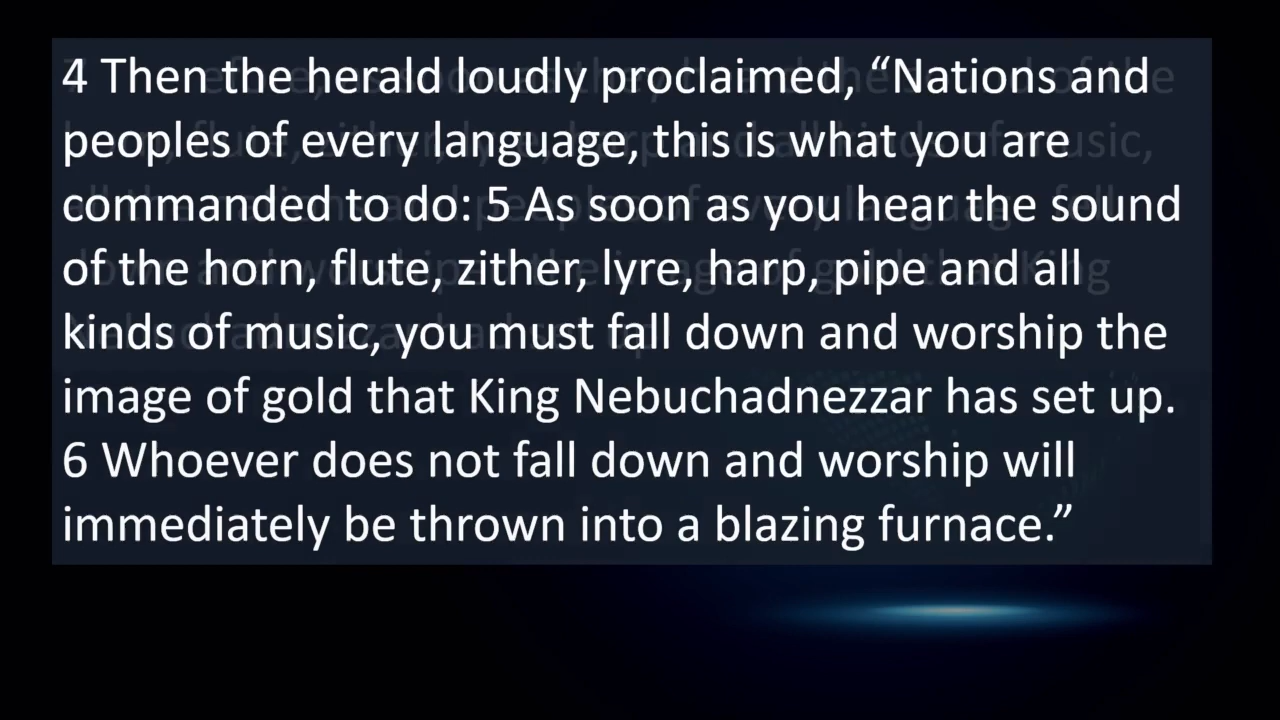 4 Then the herald loudly proclaimed, “Nations and
peoples of every language, this is what you are
commanded to do: 5 As soon as you hear the sound
of the horn, flute, zither, lyre, harp, pipe and all
kinds of music, you must fall down and worship the
image of gold that King Nebuchadnezzar has set up.
6 Whoever does not fall down and worship will
immediately be thrown into a blazing furnace.”